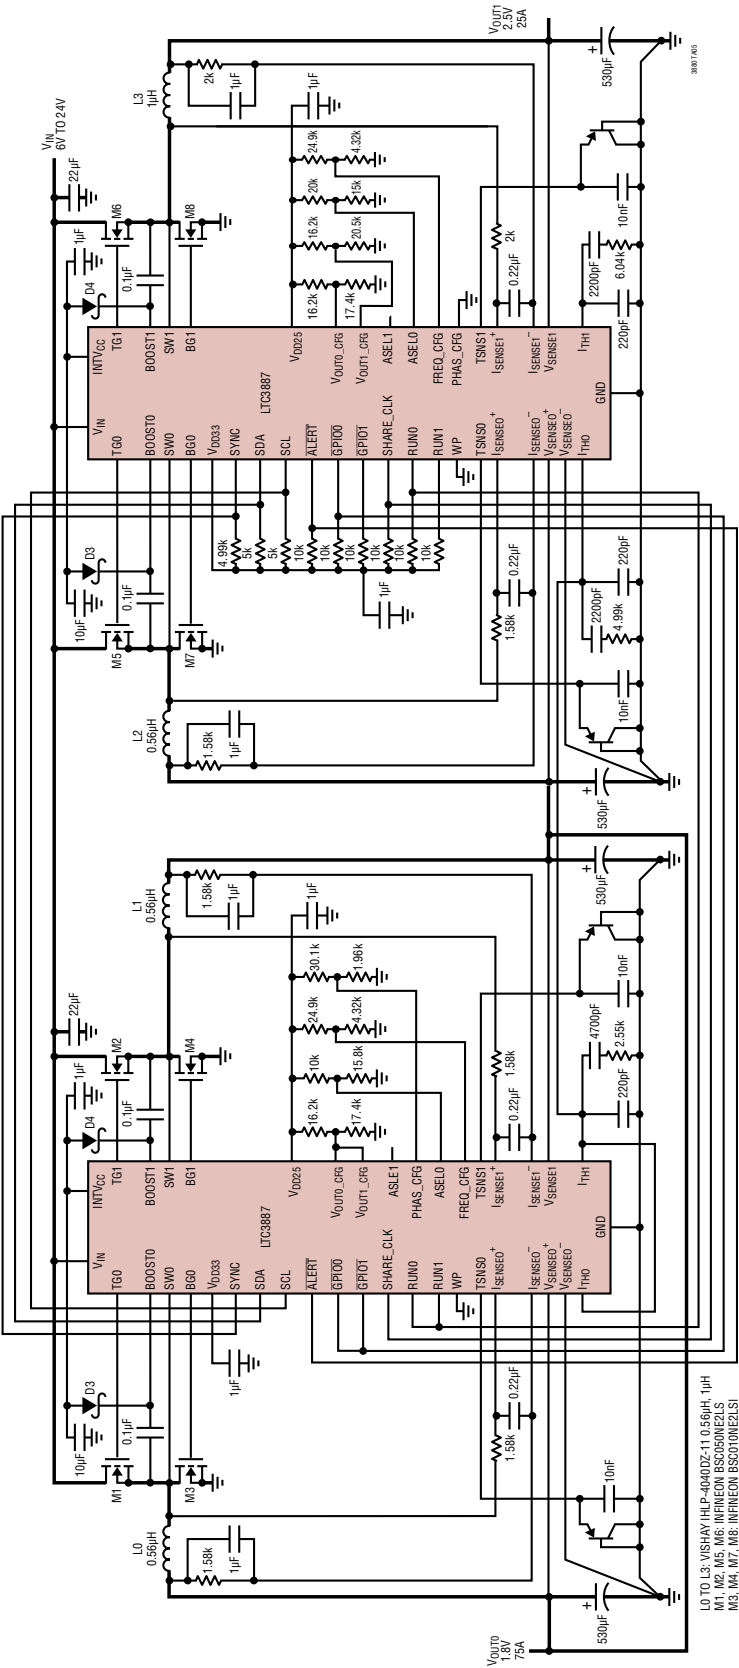 VIN
6V TO 24V
22µF
M2
1µF
D4
0.1µF
M4
L1
0.56µH
1.58k
1µF
10µF
D3
0.1µF
M1
M3
L0
0.56µH
1.58k
1µF
VIN
INTVCC
TG0
TG1
BOOST0
BOOST1
SW0
SW1
BG0
BG1
LTC3887
VDD33
VDD25
SYNC
SDA
VOUT0_CFG
SCL
VOUT1_CFG
ALERT
ASLE1
GPIO0
PHAS_CFG
GPIO1
ASEL0
SHARE_CLK
FREQ_CFG
RUN0
RUN1
WP
TSNS0
TSNS1
ISENSE0+
ISENSE1+
ISENSE0–
ISENSE1–
VSENSE0+
VSENSE1
VSENSE0–
ITH0
ITH1
GND
1µF
1µF
16.2k
17.4k
10k
15.8k
24.9k
4.32k
30.1k
1.96k
1.58k
0.22µF
1.58k
0.22µF
10nF
530µF
VOUT0
1.8V
75A
220pF
4700pF
2.55k
10nF
530µF
22µF
M6
1µF
D4
0.1µF
M8
L3
1µH
2k
1µF
10µF
D3
0.1µF
M5
M7
L2
0.56µH
1.58k
1µF
VIN
INTVCC
TG0
TG1
BOOST0
BOOST1
SW0
SW1
BG0
BG1
LTC3887
VDD33
VDD25
SYNC
SDA
VOUT0_CFG
SCL
VOUT1_CFG
ALERT
ASEL1
GPIO0
ASEL0
GPIO1
FREQ_CFG
SHARE_CLK
PHAS_CFG
RUN0
RUN1
WP
TSNS0
TSNS1
ISENSE0+
ISENSE1+
ISENSE0–
ISENSE1–
VSENSE0+
VSENSE1
VSENSE0–
ITH0
ITH1
GND
4.99k
5k
5k
10k
10k
10k
10k
10k
10k
1µF
1µF
16.2k
17.4k
16.2k
20.5k
20k
15k
24.9k
4.32k
1.58k
0.22µF
2k
0.22µF
10nF
2200pF
4.99k
220pF
530µF
220pF
2200pF
6.04k
10nF
530µF
VOUT1
2.5V
25A
3887 TA05
L0 TO L3: VISHAY IHLP-4040DZ-11 0.56µH, 1µH
M1, M2, M5, M6: INFINEON BSC050NE2LS
M3, M4, M7, M8: INFINEON BSC010NE2LSI